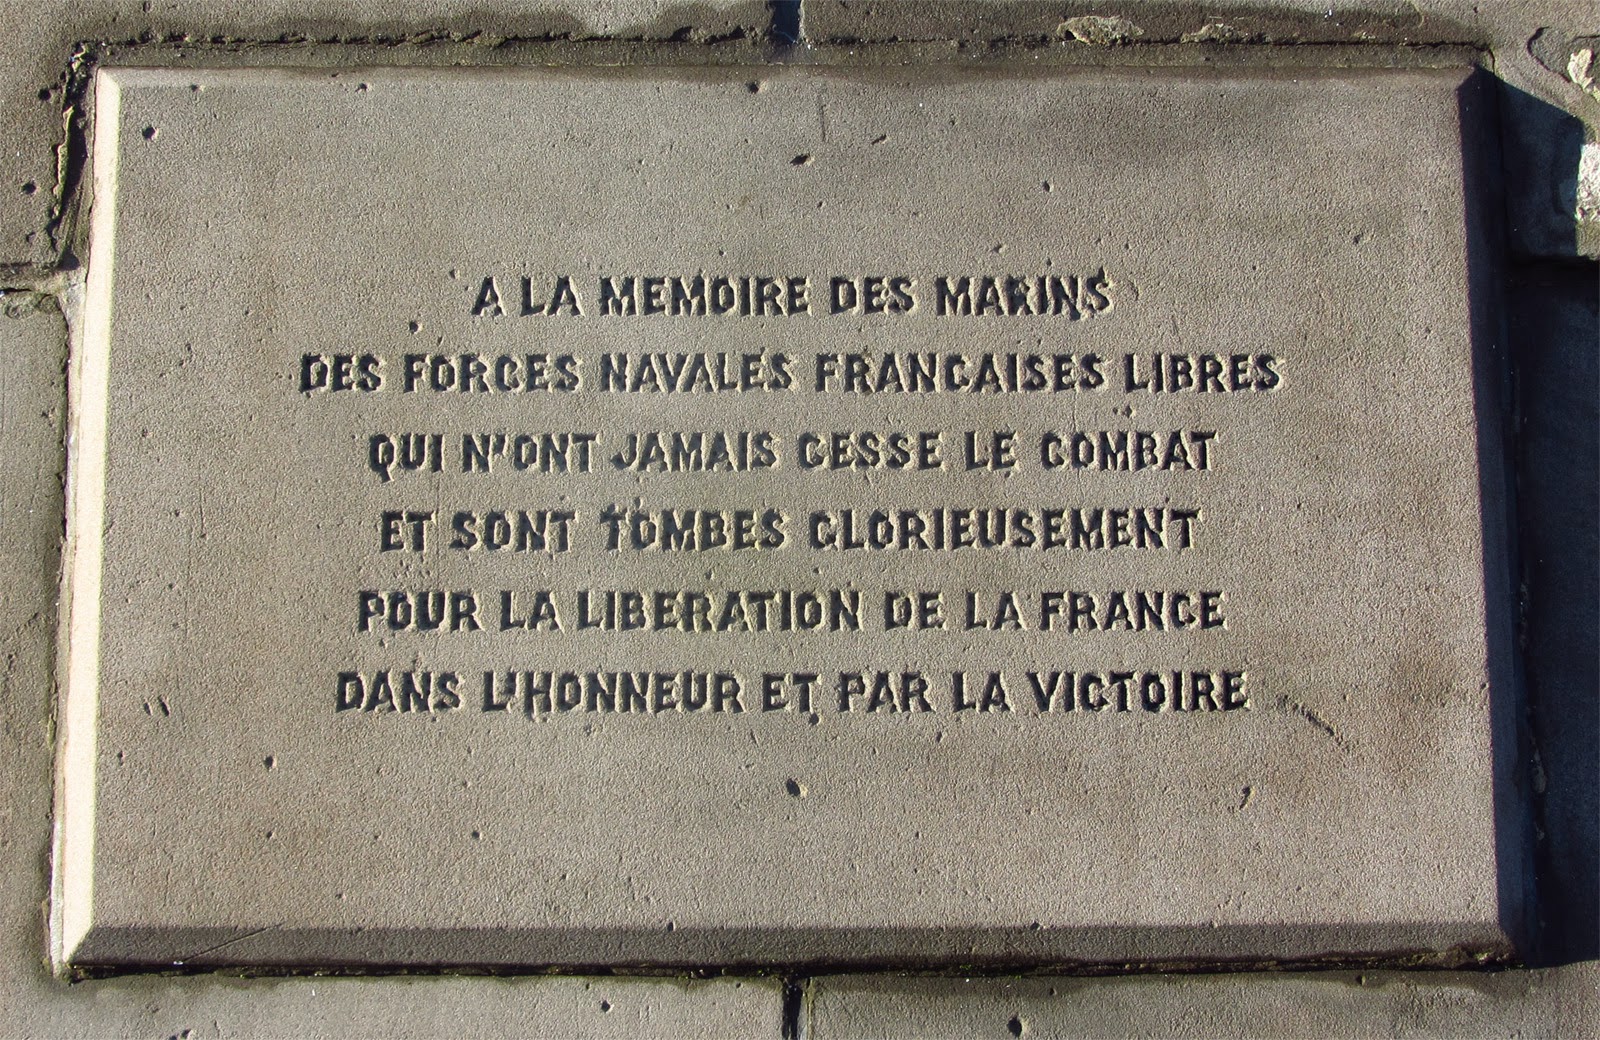 A LA MEMOIRE DES MARINS
DES FORCES NAVALES FRANCAISES LIBRES
QUI N'ONT JAMAIS CESSE LE COMBAT
ET SONT TOMBES GLORIEUSEMENT
POUR LA LIBERATION DE LA FRANCE
DANS L'HONNEUR ET PAR LA VICTOIRE